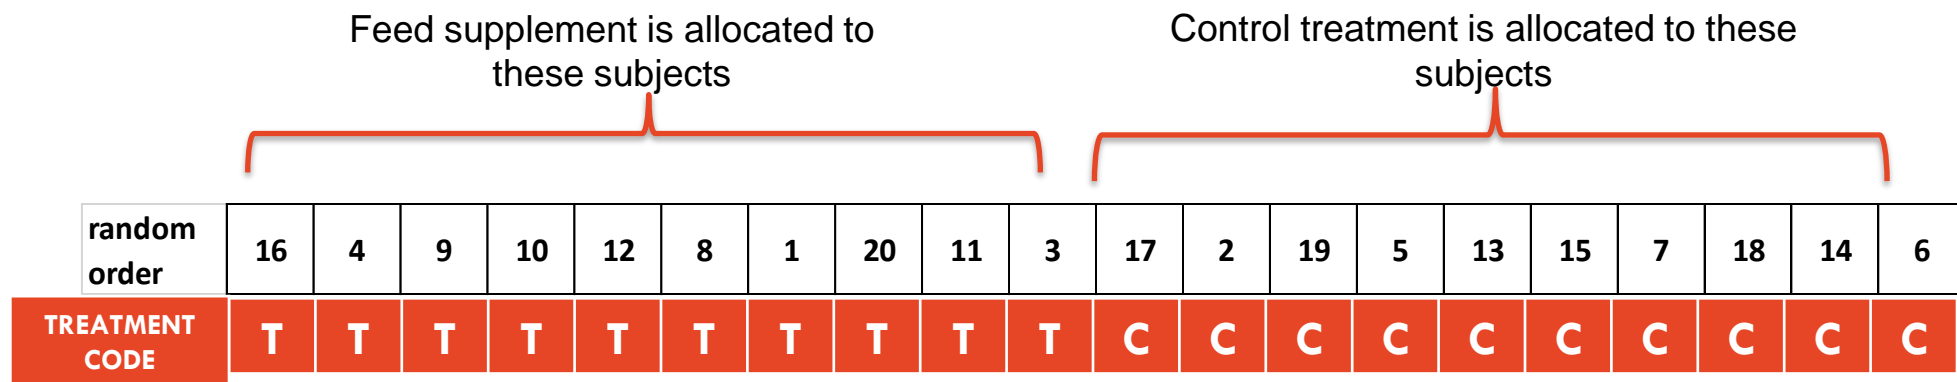 Feed supplement is allocated to
these subjects
Control treatment is allocated to these
subjects
random
order
16 4 9 10 12 8 1 20 11 3 17 2 19 5 13 15 7 18 14 6
TREATMENT
CODE
T T T T T T T T T T C C C C C C C C C C